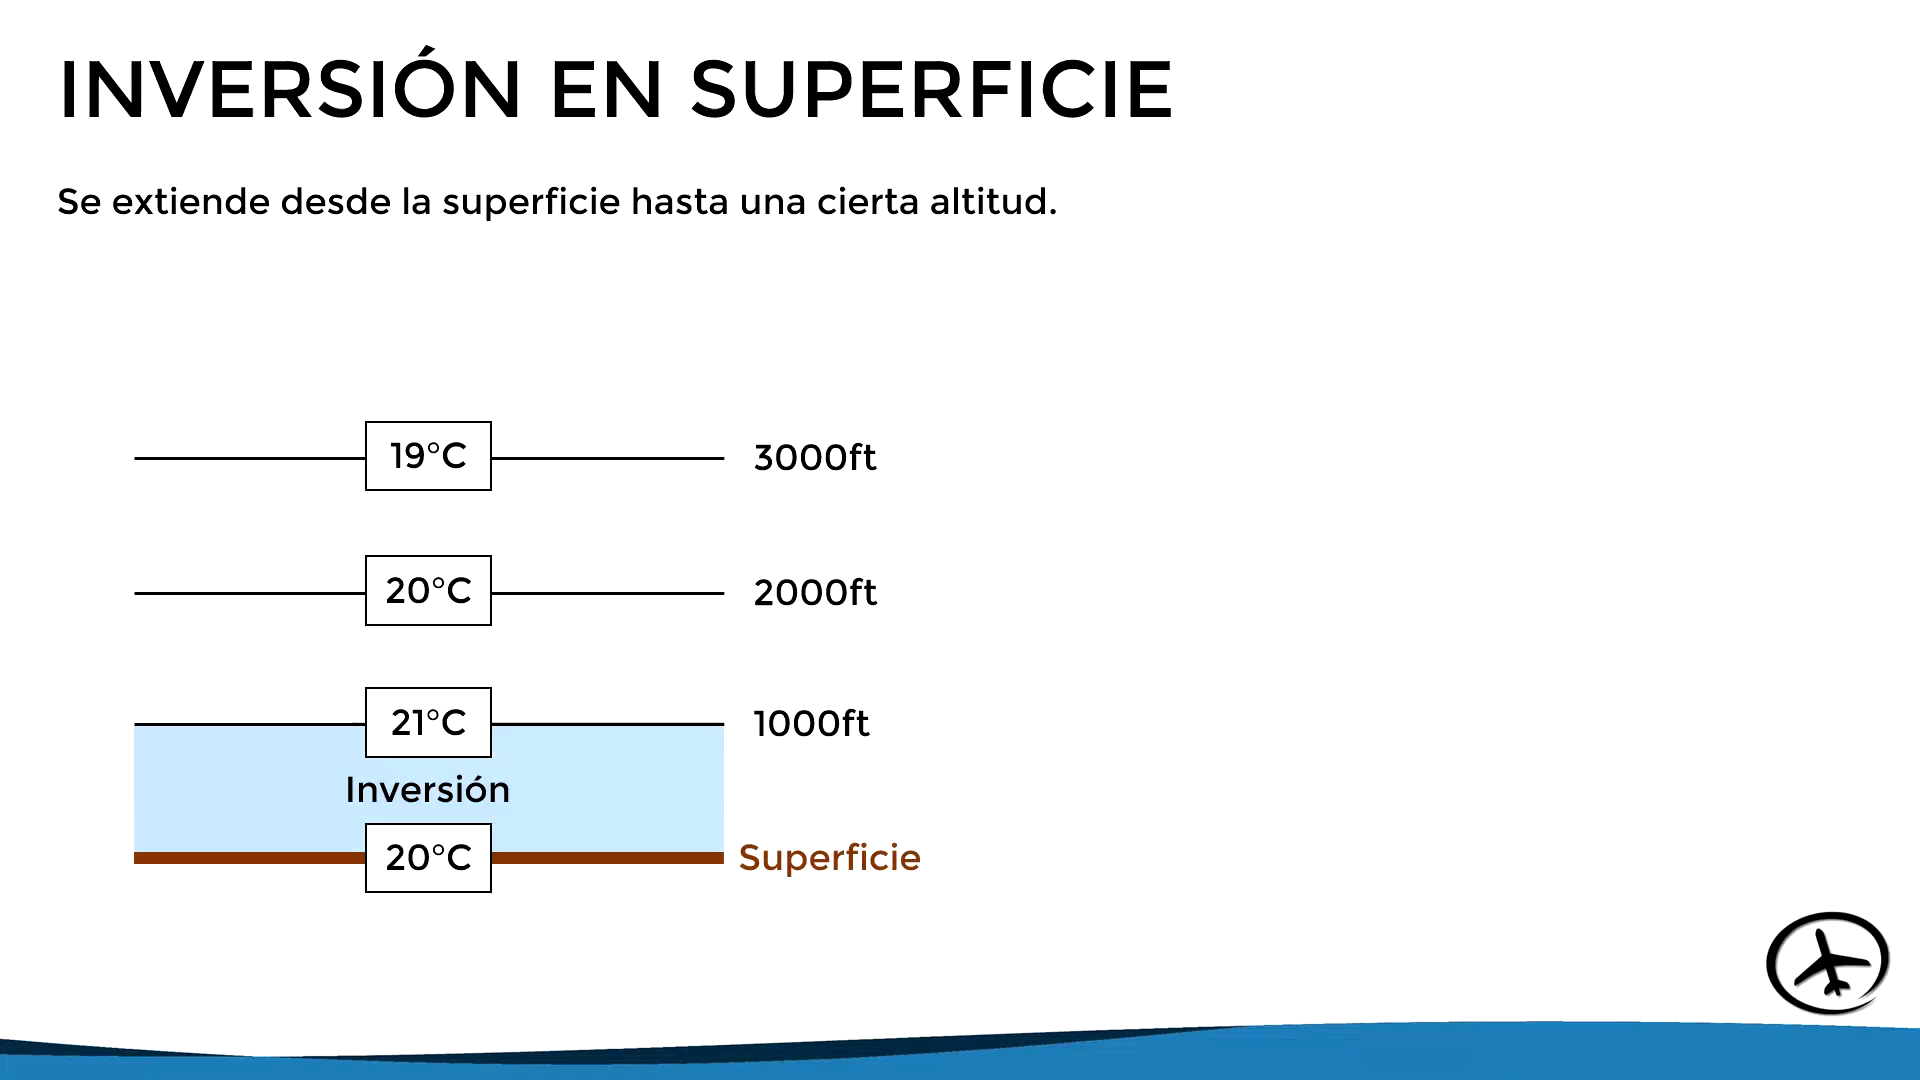 INVERSIÓN EN SUPERFICIE
Se extiende desde la superficie hasta una cierta altitud.
19°C 3000ft
20°C 2000ft
21°C 1000ft
Inversión
20°C Superficie